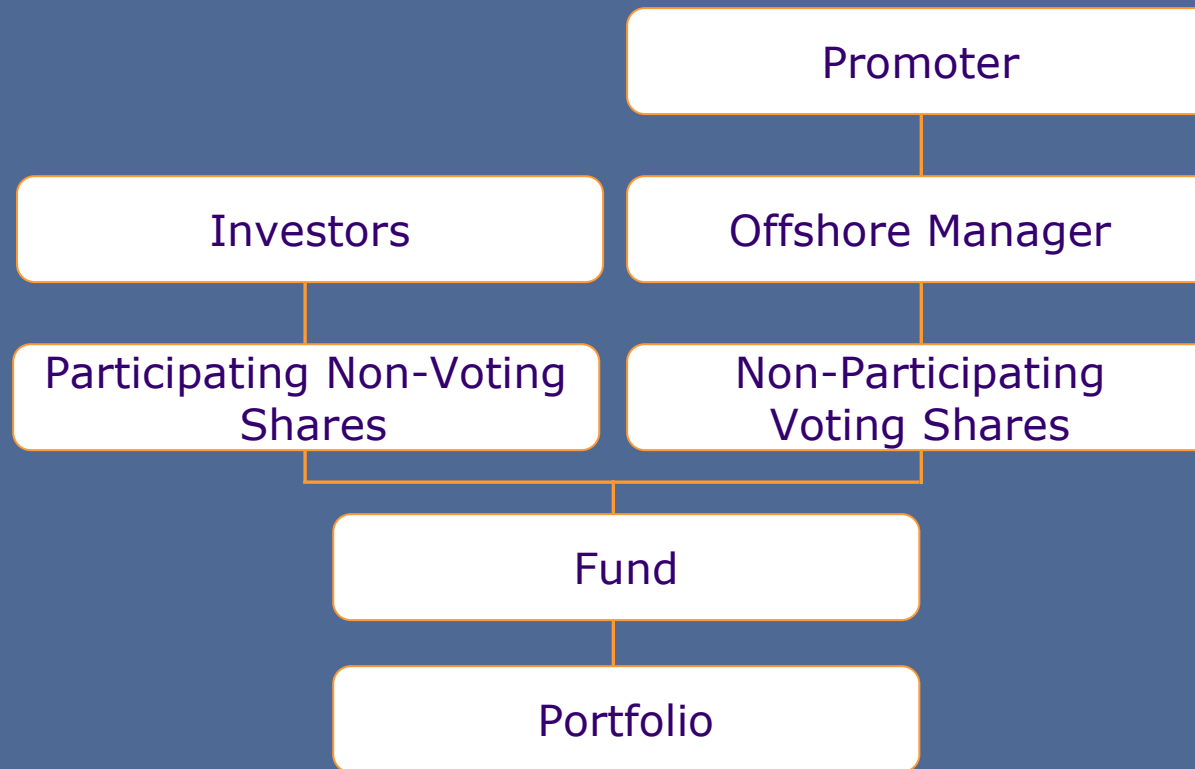 Promoter
Investors
Offshore Manager
Participating Non-Voting
Shares
Non-Participating
Voting Shares
Fund
Portfolio